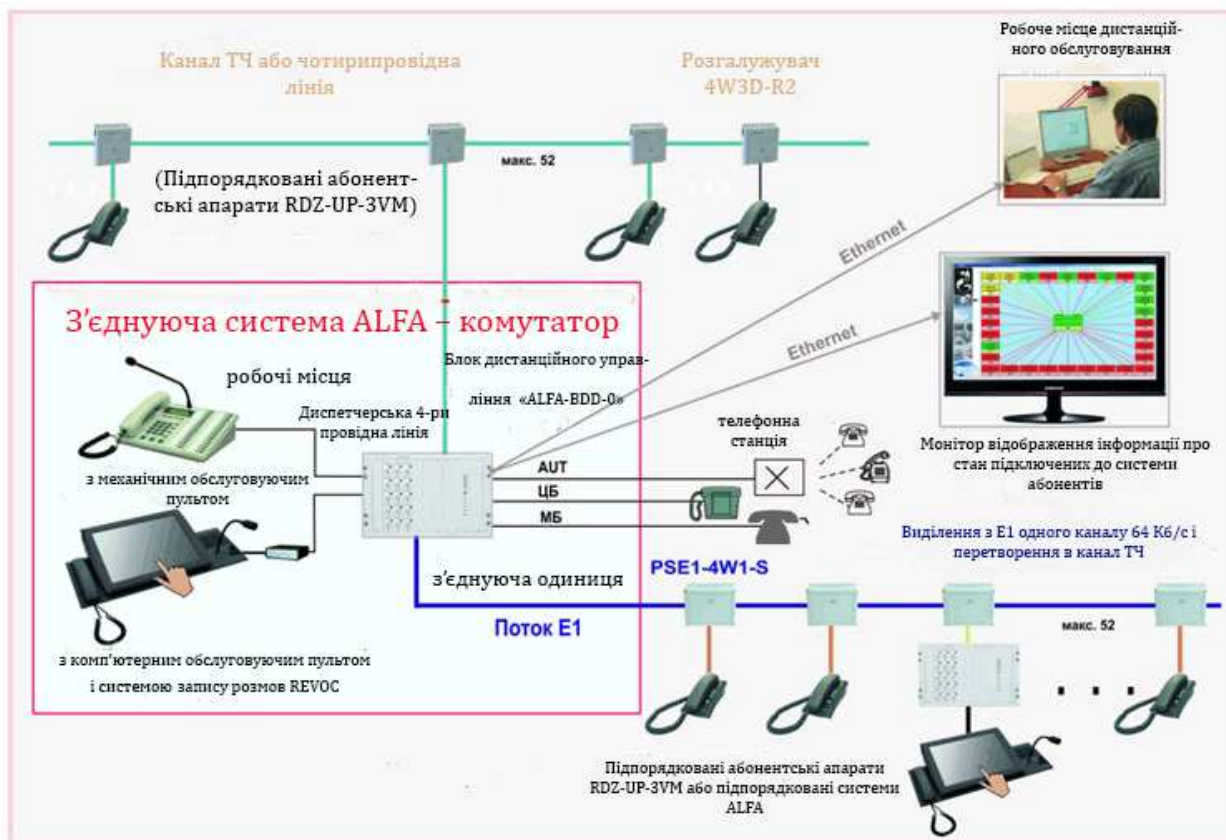 Робоче місце дистанцій-
ного обслуговування
Канал ТЧ або чотирипровідна
лінія
Розгалужувач
4W3D-R2
макс. 52
(Підпорядковані абонент-
ські апарати RDZ-UP-3VM)
Ethernet
Ethernet
З'єднуюча система ALFA – комутатор
Блок дистанційного управ-
ління «ALFA-BDD-0»
робочі місця
Диспетчерська 4-ри
провідна лінія
телефонна
станція
Монітор відображення інформації про
стан підключених до системи
абонентів
AUT
ЦБ
МБ
з механічним обслуговуючим
пультом
Виділення з Е1 одного каналу 64 Кб/с і
перетворення в канал ТЧ
з'єднуюча одиниця
PSE1-4W1-S
Поток Е1
макс. 52
з комп'ютерним обслуговуючим пультом
і системою запису розмов REVOC
. . .
Підпорядковані абонентські апарати
RDZ-UP-3VM або підпорядковані системи
ALFA